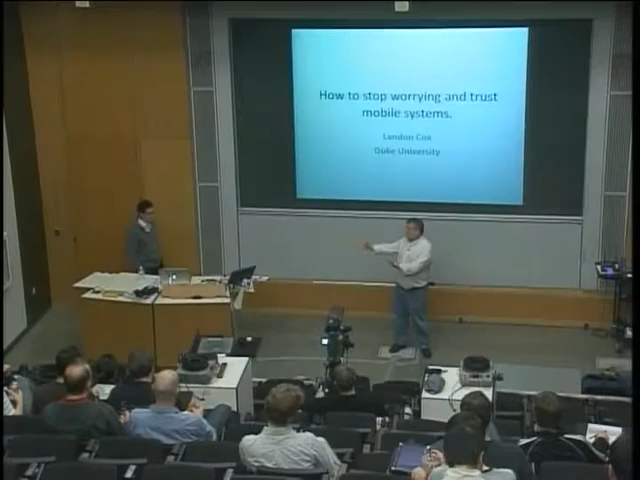 How to stop worrying and trust
mobile systems.
Landon Cox
Duke University